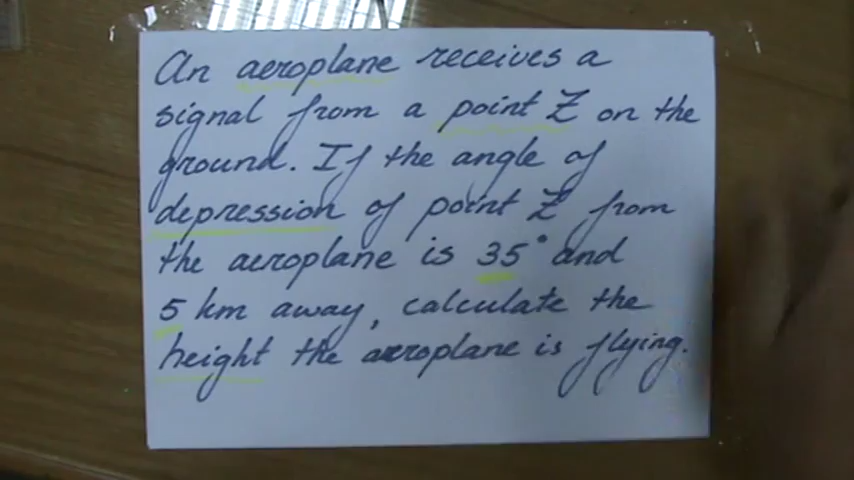 An aeroplane receives a
signal from a point Z on the
ground. If the angle of
depression of point Z from
the aeroplane is 35° and
5 km away, calculate the
height the aeroplane is flying.